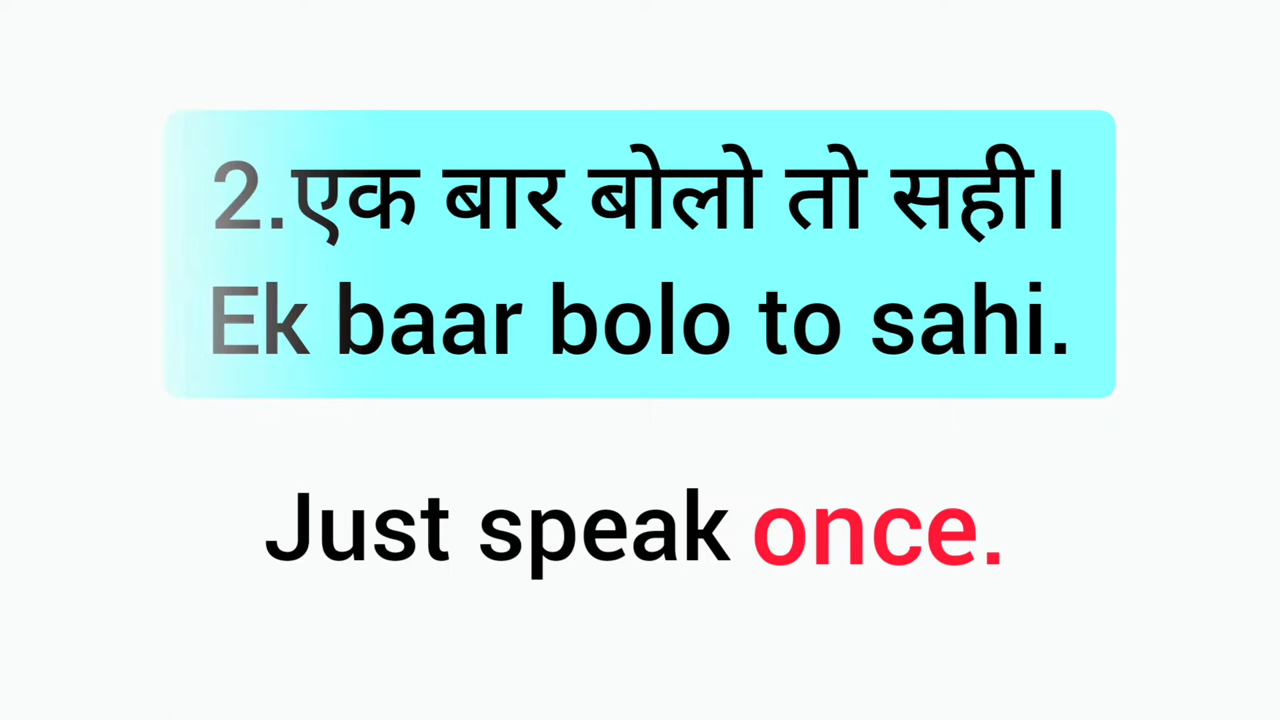 2.एक बार बोलो तो सही।
Ek baar bolo to sahi.
Just speak once.